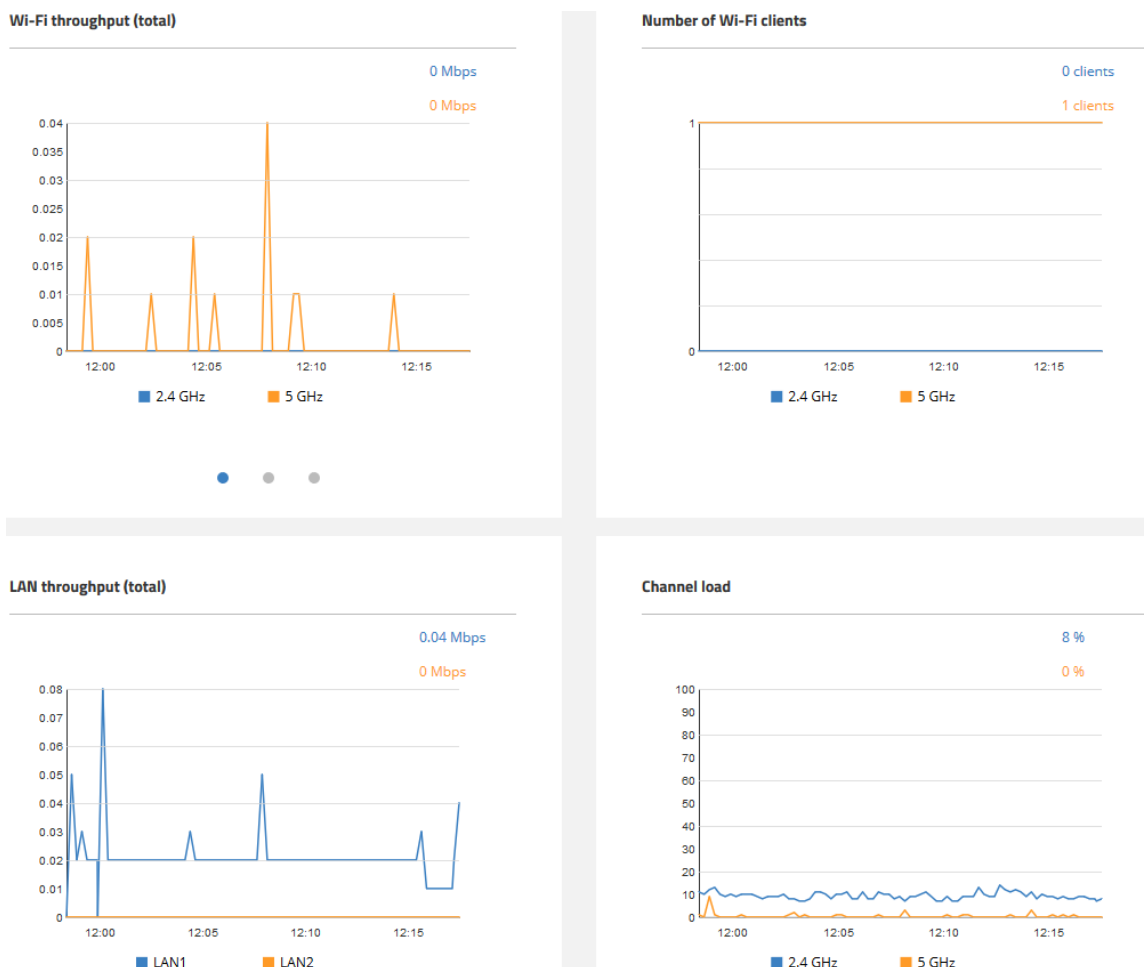 Wi-Fi throughput (total)
0 Mbps
0 Mbps
0.04
0.035
0.03
0.025
0.02
0.015
0.01
0.005
0
12:00 12:05 12:10 12:15
2.4 GHz 5 GHz
Number of Wi-Fi clients
0 clients
1 clients
1
0
12:00 12:05 12:10 12:15
2.4 GHz 5 GHz
LAN throughput (total)
0.04 Mbps
0 Mbps
0.08
0.07
0.06
0.05
0.04
0.03
0.02
0.01
0
12:00 12:05 12:10 12:15
LAN1 LAN2
Channel load
8 %
0 %
100
90
80
70
60
50
40
30
20
10
0
12:00 12:05 12:10 12:15
2.4 GHz 5 GHz